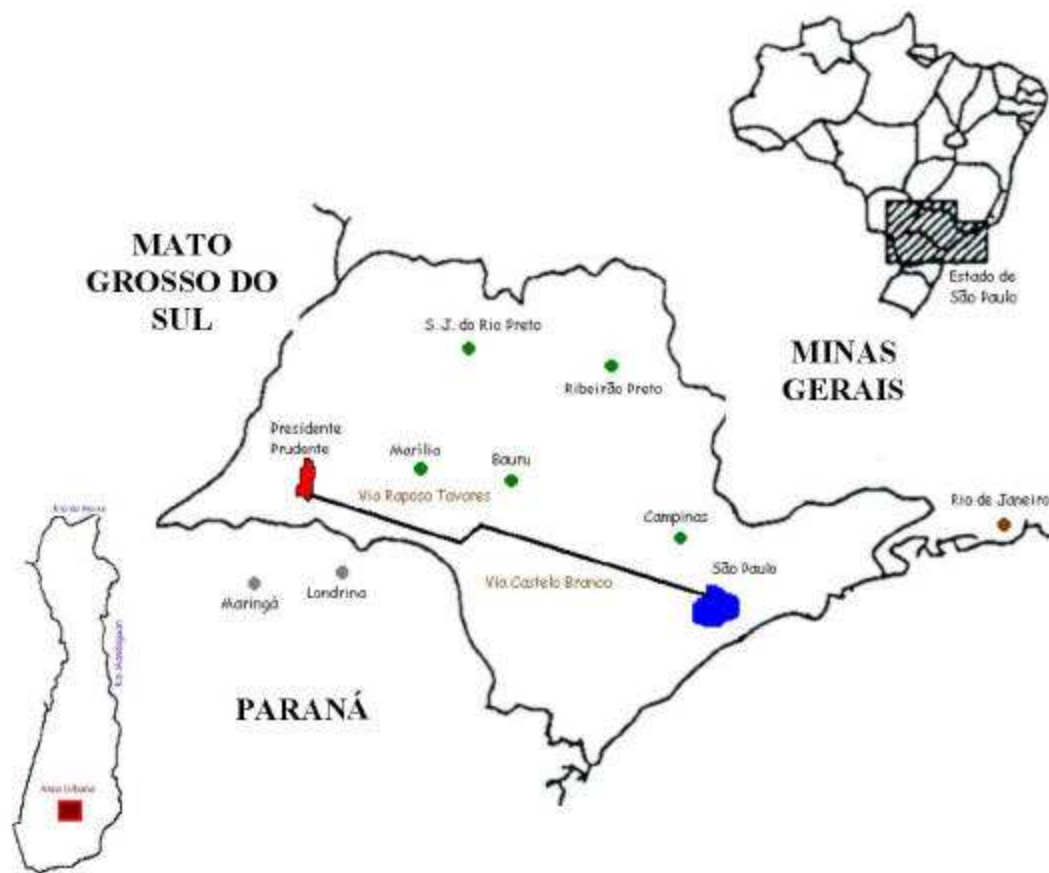 MATO
GROSSO DO
SUL
Estado de
São Paulo
MINAS
GERAIS
S. J. do Rio Preto
Ribeirão Preto
Presidente
Prudente
Marília
Bauru
Via Raposo Tavares
Campinas
Rio de Janeiro
São Paulo
Via Castelo Branco
Maringá
Londrina
PARANÁ
Area Urbana